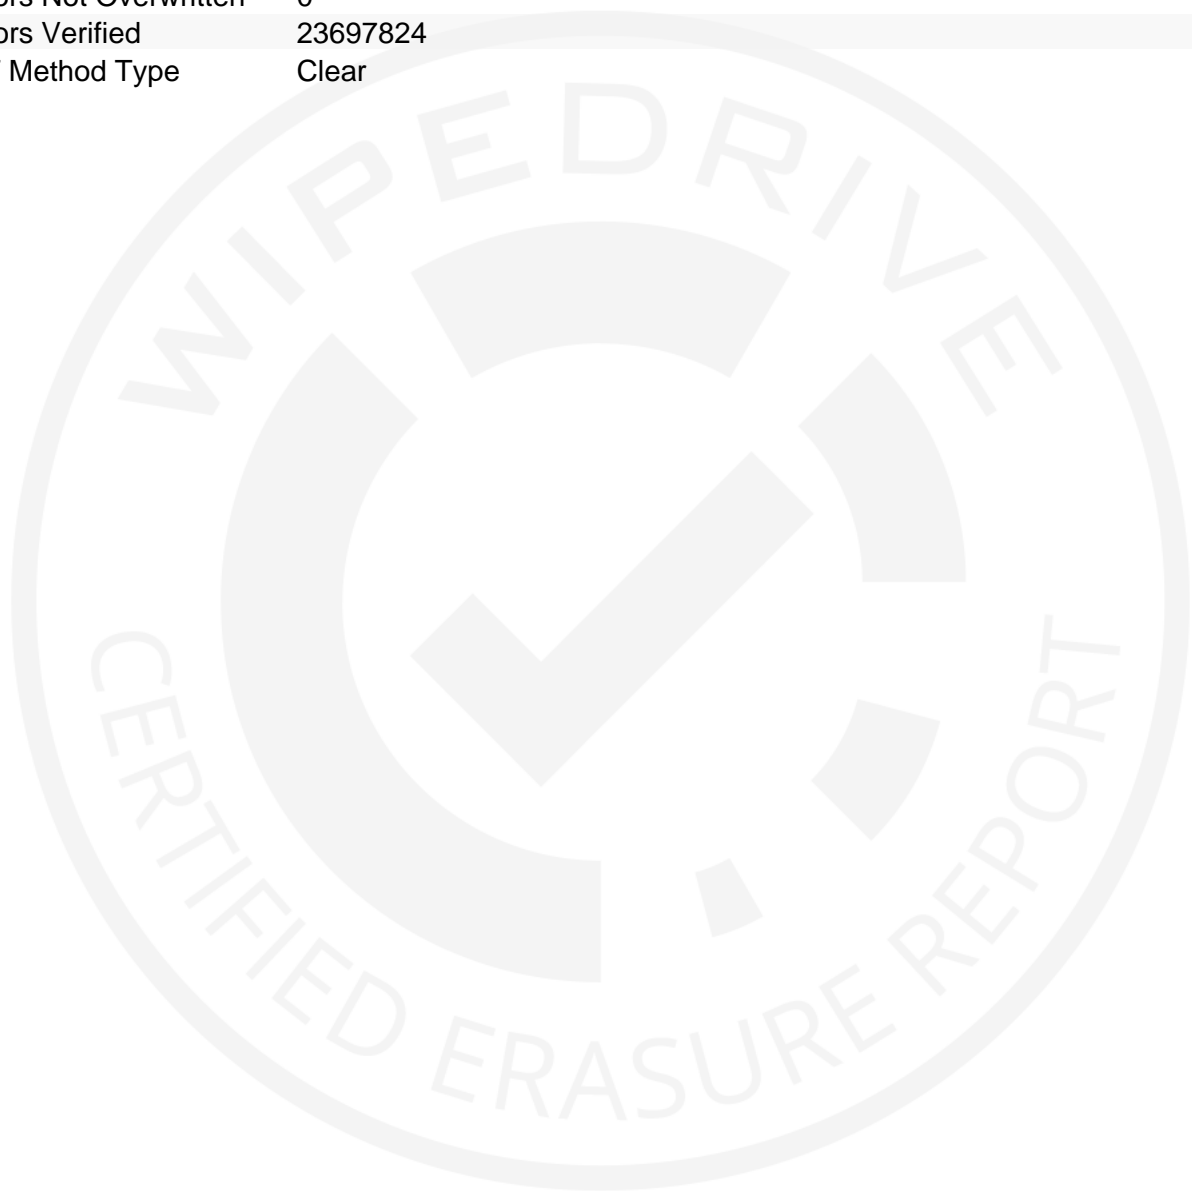 ors Not Overwritten 0
ors Verified 23697824
Method Type Clear
WIPEDRIVE
CERTIFIED ERASURE REPORT